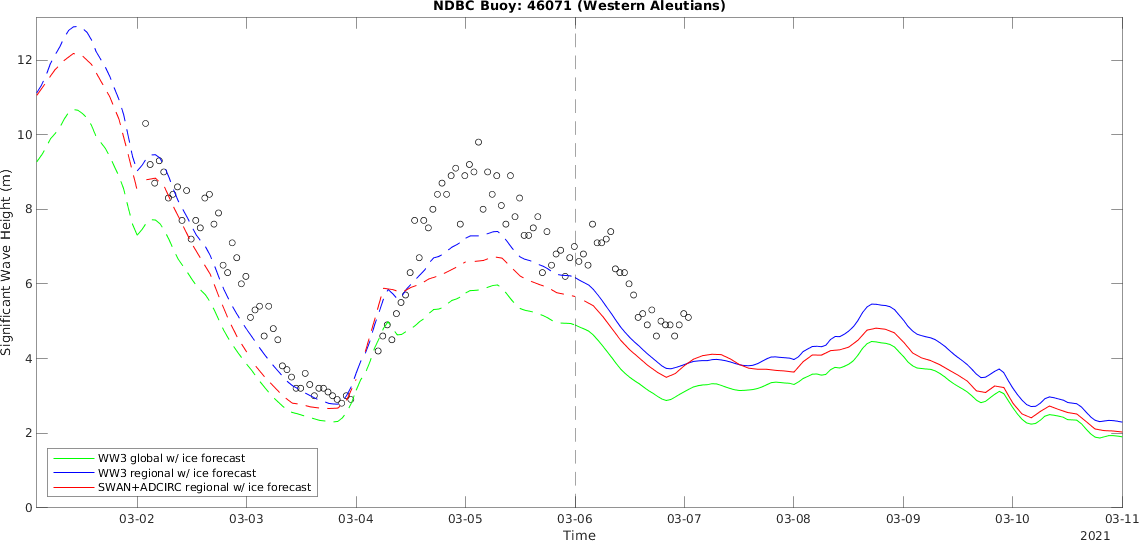 NDBC Buoy: 46071 (Western Aleutians)
Significant Wave Height (m)
12
10
8
6
4
2
0
WW3 global w/ ice forecast
WW3 regional w/ ice forecast
SWAN+ADCIRC regional w/ ice forecast
03-02 03-03 03-04 03-05 03-06 03-07 03-08 03-09 03-10 03-11
Time
2021